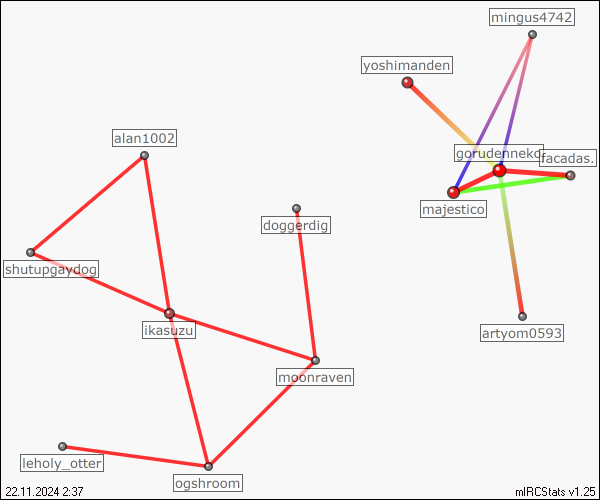 mingus4742
yoshimanden
alan1002
gorudenneko
facadas.
majestico
doggerdig
shutupgaydog
ikasuzu
artyom0593
moonraven
leholy_otter
ogshroom
22.11.2024 2:37
mIRCStats v1.25